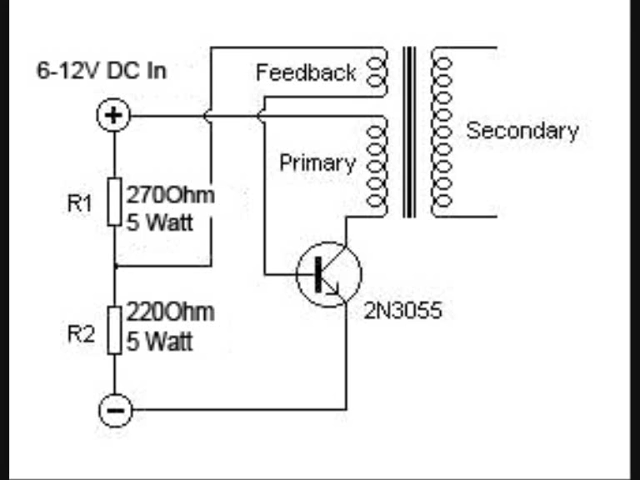 6-12V DC In
Feedback
+
Secondary
Primary
R1
270Ohm
5 Watt
2N3055
R2
220Ohm
5 Watt
−